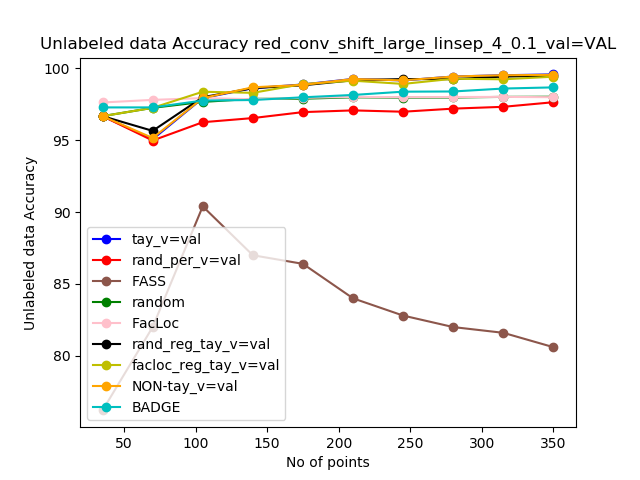 Unlabeled data Accuracy red_conv_shift_large_linsep_4_0.1_val=VAL
100
95
90
85
80
Unlabeled data Accuracy
tay_v=val
rand_per_v=val
FASS
random
FacLoc
rand_reg_tay_v=val
facloc_reg_tay_v=val
NON-tay_v=val
BADGE
50 100 150 200 250 300 350
No of points